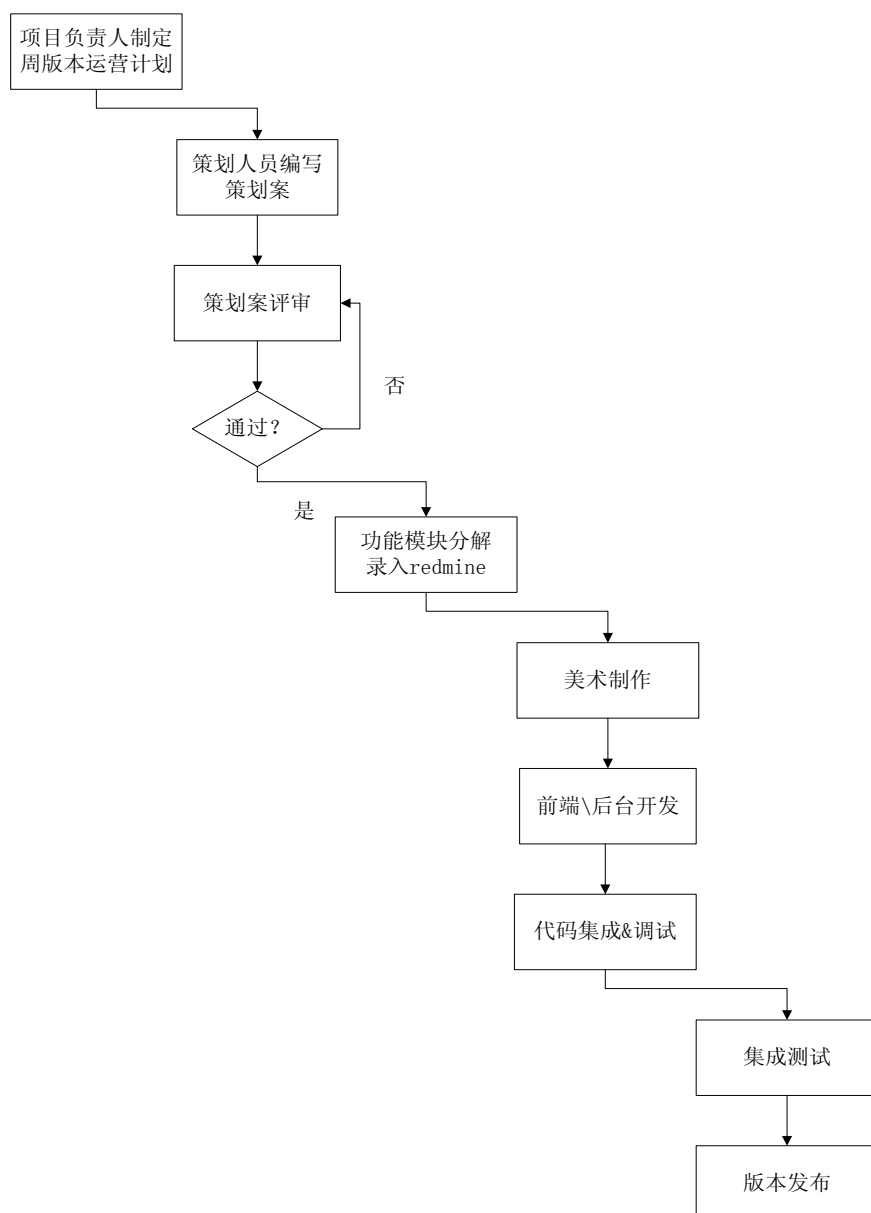 项目负责人制定
周版本运营计划
策划人员编写
策划案
策划案评审
否
通过？
是
功能模块分解
录入redmine
美术制作
前端\后台开发
代码集成&调试
集成测试
版本发布